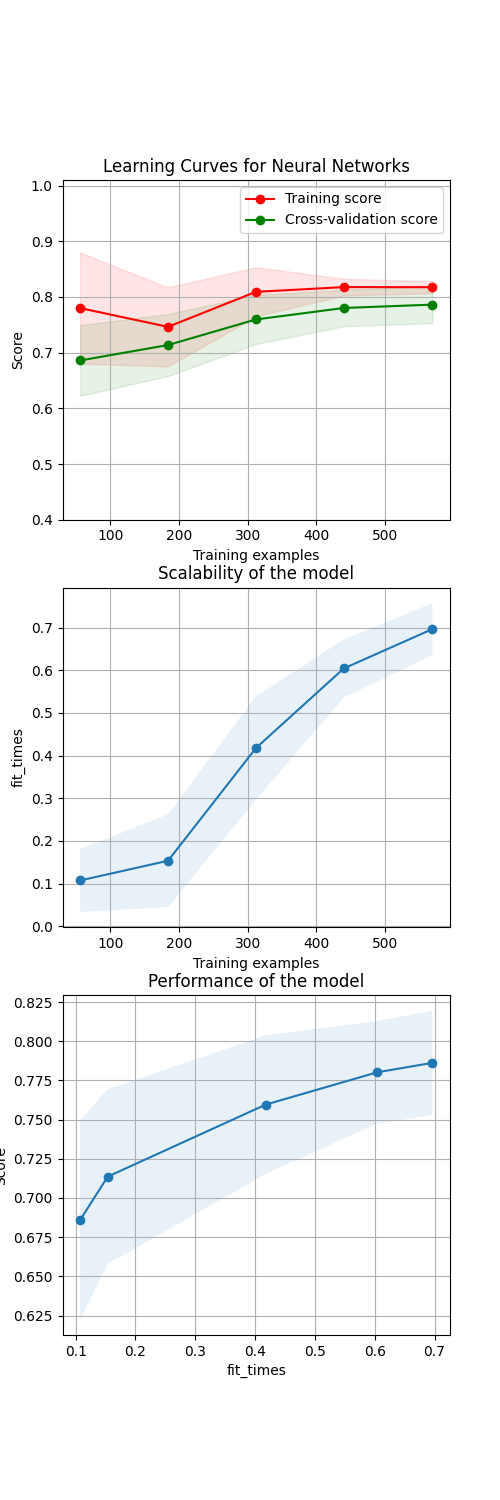 Learning Curves for Neural Networks
1.0
0.9
0.8
0.7
0.6
0.5
0.4
Score
Training score
Cross-validation score
100 200 300 400 500
Training examples
Scalability of the model
0.7
0.6
0.5
0.4
0.3
0.2
0.1
0.0
fit_times
100 200 300 400 500
Training examples
Performance of the model
0.825
0.800
0.775
0.750
0.725
0.700
0.675
0.650
0.625
Score
0.1 0.2 0.3 0.4 0.5 0.6 0.7
fit_times